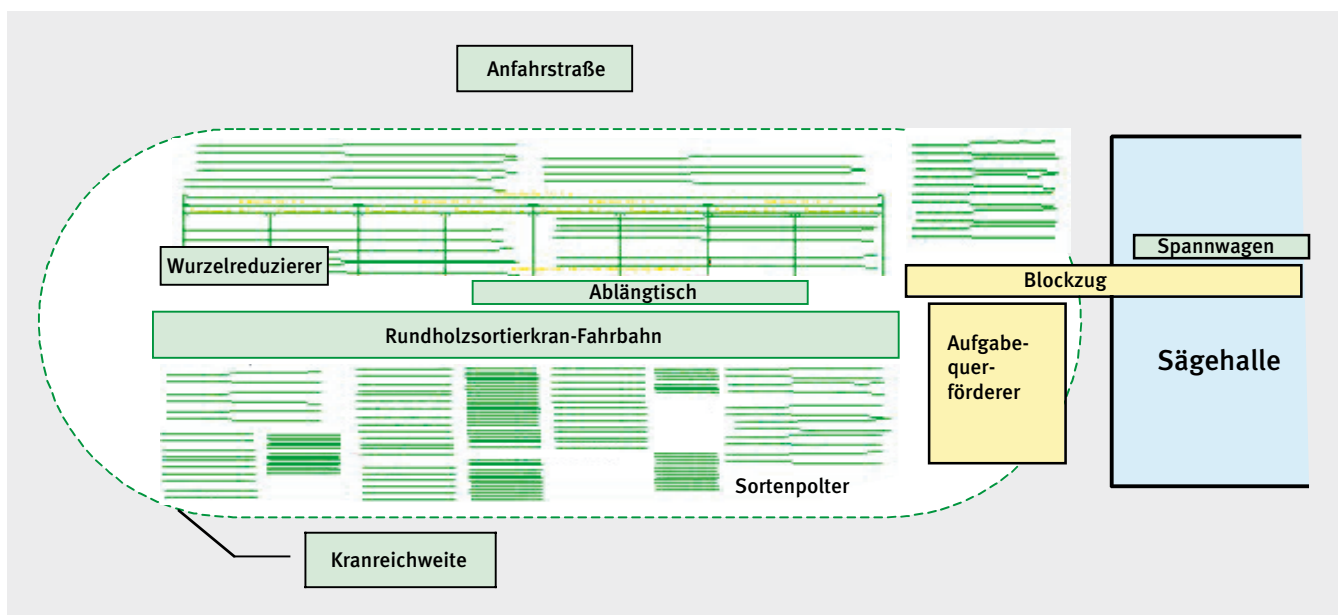 Anfahrstraße
Wurzelreduzierer
Spannwagen
Blockzug
Ablängtisch
Rundholzsortierkran-Fahrbahn
Aufgabe-
quer-
förderer
Sägehalle
Sortenpolter
Kranreichweite